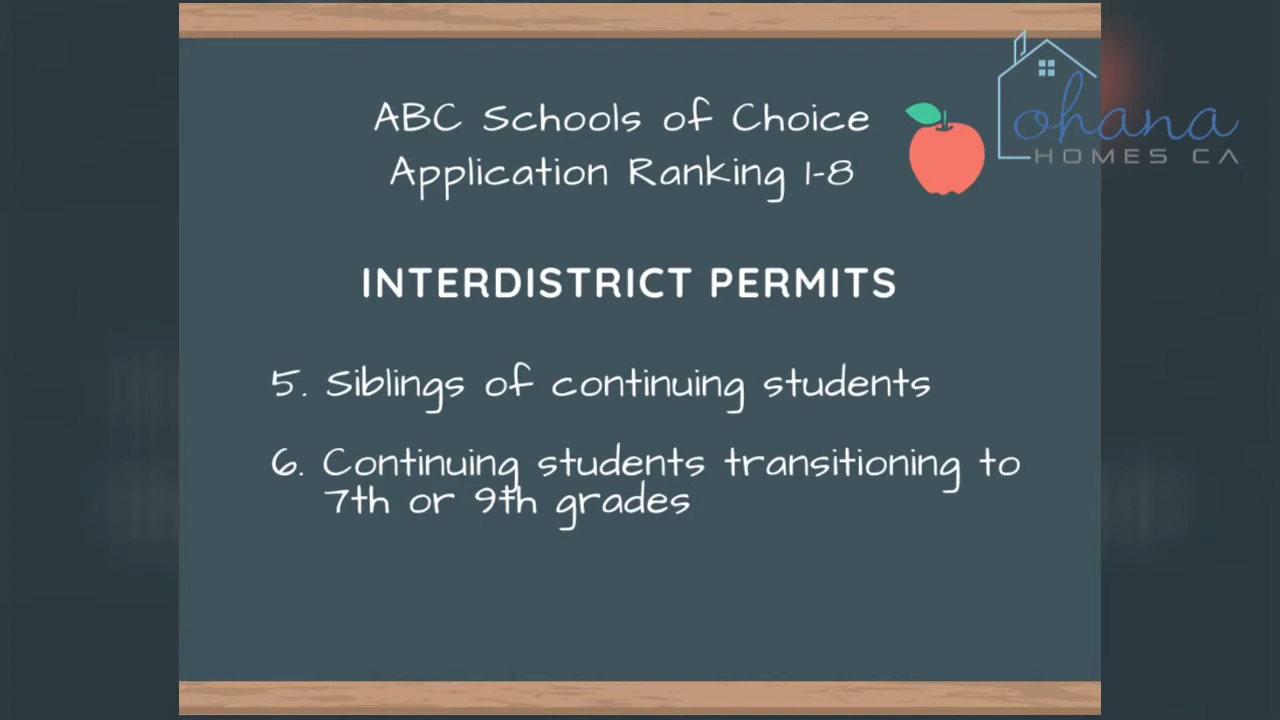 ABC Schools of Choice
Application Ranking 1-8
ohana
HOMES CA
INTERDISTRICT PERMITS
5. Siblings of continuing students
6. Continuing students transitioning to
7th or 9th grades